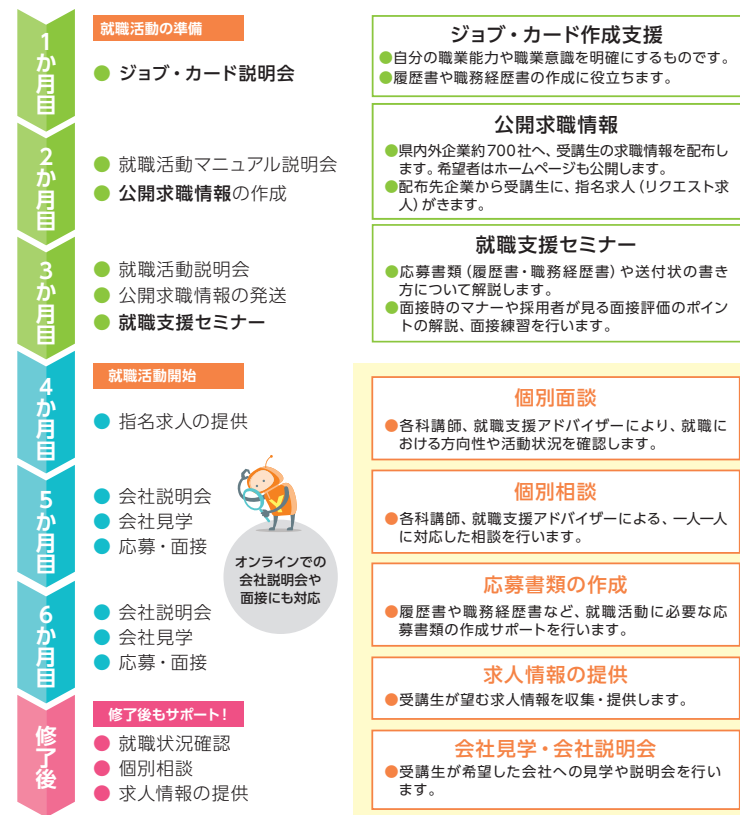 1か月目
就職活動の準備
● ジョブ・カード説明会
2か月目
● 就職活動マニュアル説明会
● 公開求職情報の作成
3か月目
● 就職活動説明会
● 公開求職情報の発送
● 就職支援セミナー
4か月目
就職活動開始
● 指名求人の提供
5か月目
● 会社説明会
● 会社見学
● 応募・面接
オンラインでの
会社説明会や
面接にも対応
6か月目
● 会社説明会
● 会社見学
● 応募・面接
修了後
修了後もサポート!
● 就職状況確認
● 個別相談
● 求人情報の提供
ジョブ・カード作成支援
●自分の職業能力や職業意識を明確にするものです。
●履歴書や職務経歴書の作成に役立ちます。
公開求職情報
●県内外企業約700社へ、受講生の求職情報を配布し
ます。希望者はホームページも公開します。
●配布先企業から受講生に、指名求人(リクエスト求
人)がきます。
就職支援セミナー
●応募書類(履歴書・職務経歴書)や送付状の書き
方について解説します。
●面接時のマナーや採用者が見る面接評価のポイン
トの解説、面接練習を行います。
個別面談
●各科講師、就職支援アドバイザーにより、就職に
おける方向性や活動状況を確認します。
個別相談
●各科講師、就職支援アドバイザーによる、一人一人
に対応した相談を行います。
応募書類の作成
●履歴書や職務経歴書など、就職活動に必要な応
募書類の作成サポートを行います。
求人情報の提供
●受講生が望む求人情報を収集・提供します。
会社見学・会社説明会
●受講生が希望した会社への見学や説明会を行い
ます。